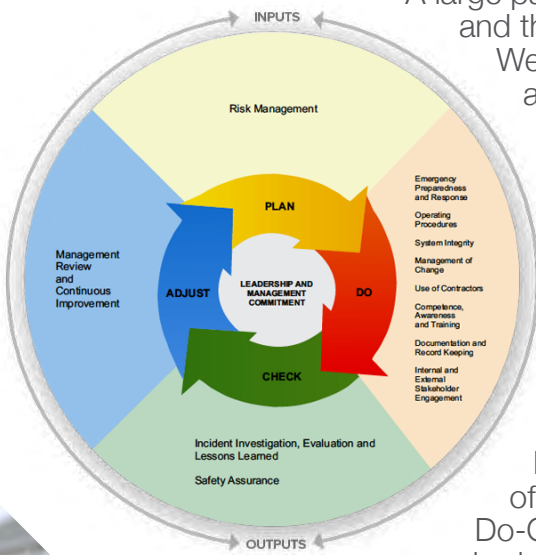 A large
and th
We
a
INPUTS
Risk Management
PLAN
Emergency
Preparedness
and Response
Operating
Procedures
System Integrity
Management of
Change
Use of Contractors
Competence,
Awareness
and Training
Documentation and
Record Keeping
Internal and
External
Stakeholder
Engagement
DO
LEADERSHIP AND
MANAGEMENT
COMMITMENT
ADJUST
Management
Review
and
Continuous
Improvement
CHECK
Incident Investigation, Evaluation and
Lessons Learned
Safety Assurance
OUTPUTS
of
Do-C